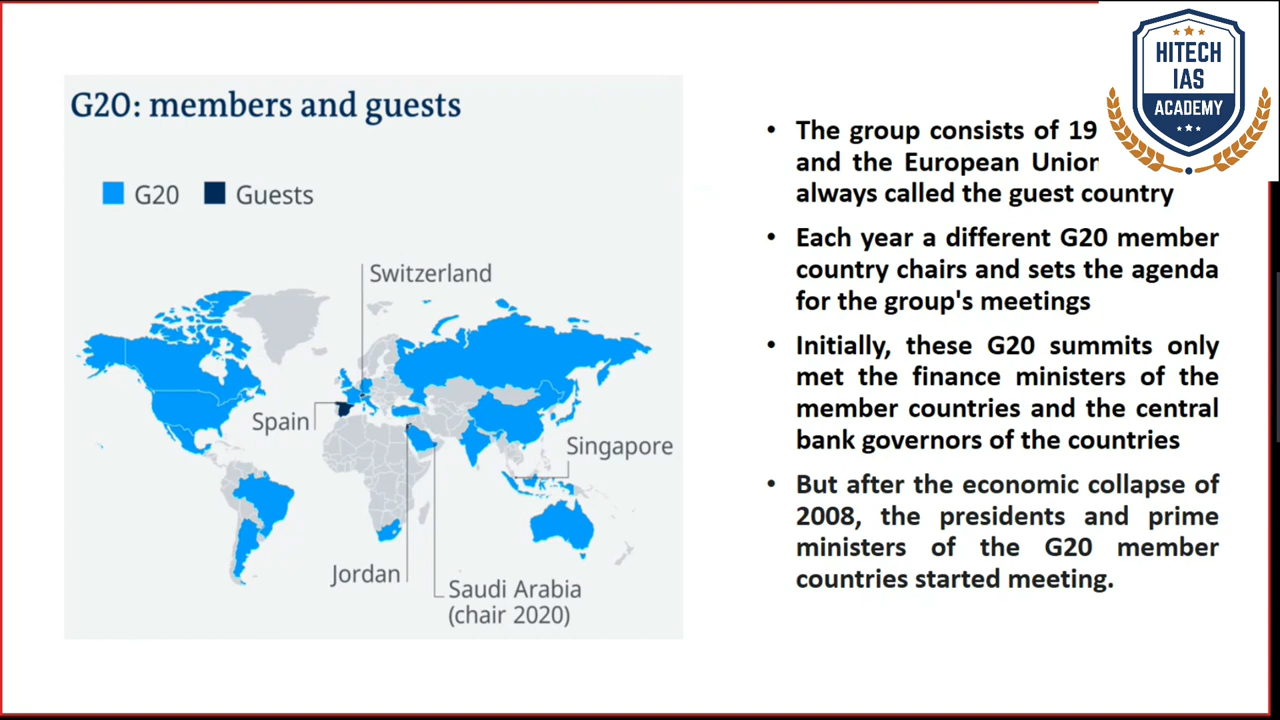 G20: members and guests
G20
Guests
Switzerland
Spain
Singapore
Jordan
Saudi Arabia
(chair 2020)
HITECH
IAS
ACADEMY
• The group consists of 19
and the European Union
always called the guest country
• Each year a different G20 member
country chairs and sets the agenda
for the group's meetings
• Initially, these G20 summits only
met the finance ministers of the
member countries and the central
bank governors of the countries
• But after the economic collapse of
2008, the presidents and prime
ministers of the G20 member
countries started meeting.